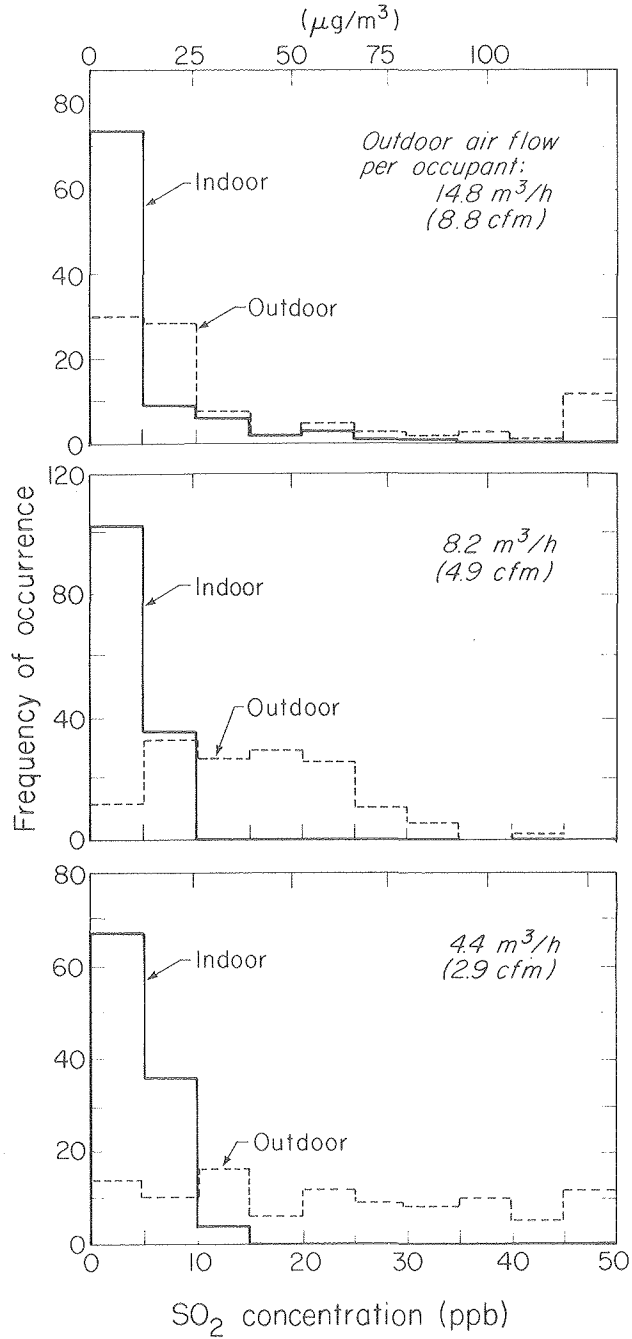 (μg/m³)
0 25 50 75 100
80
60
40
20
0
Indoor
Outdoor
Outdoor air flow
per occupant:
14.8 m³/h
(8.8 cfm)
Frequency of occurrence
120
80
40
0
Indoor
Outdoor
8.2 m³/h
(4.9 cfm)
80
60
40
20
0
Indoor
Outdoor
4.4 m³/h
(2.9 cfm)
0 10 20 30 40 50
SO₂ concentration (ppb)